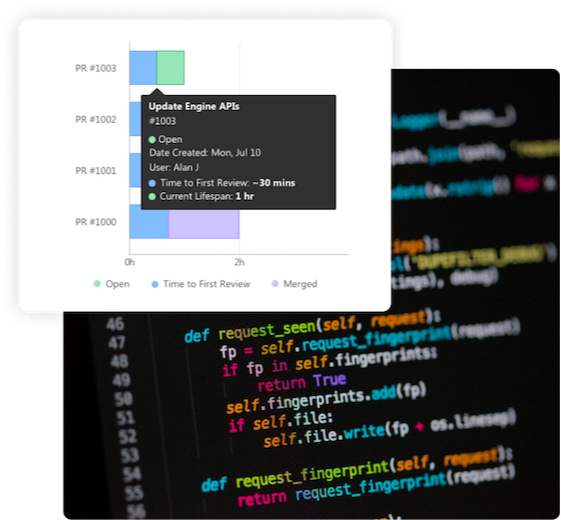 PR #1003
PR #1002
PR #1001
PR #1000
Update Engine APIs
#1003
Open
Date Created: Mon, Jul 10
User: Alan J
Time to First Review: ~30 mins
Current Lifespan: 1 hr
0h 2h
Open Time to First Review Merged
46
47 def request_seen(self, request):
48 fp = self.request_fingerprint(request)
49 if fp in self.fingerprints:
50 return True
51 self.fingerprints.add(fp)
52 if self.file:
53 self.file.write(fp + os.linesep)
54
55 def request_fingerprint(self, request):
56 return request_fingerprint(request)